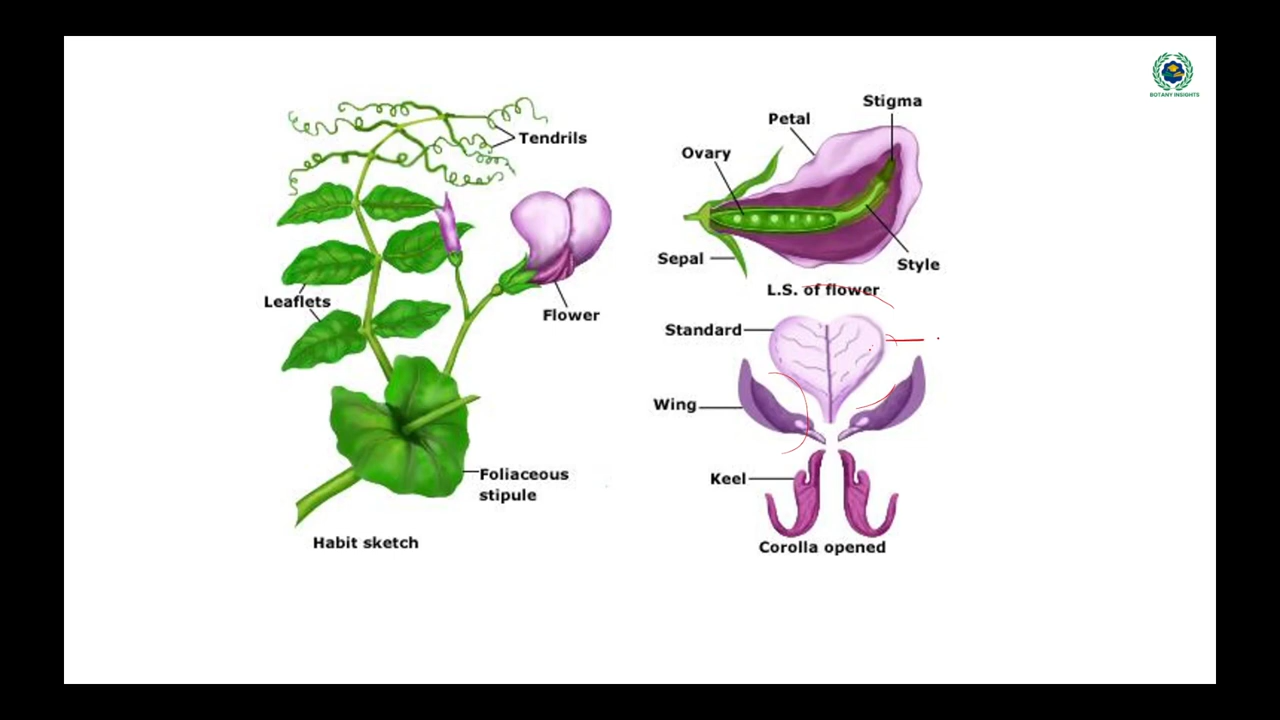 BOTANY INSIGHTS
Tendrils
Leaflets
Flower
Foliaceous
stipule
Habit sketch
Stigma
Petal
Ovary
Sepal
Style
L.S. of flower
Standard
Wing
Keel
Corolla opened